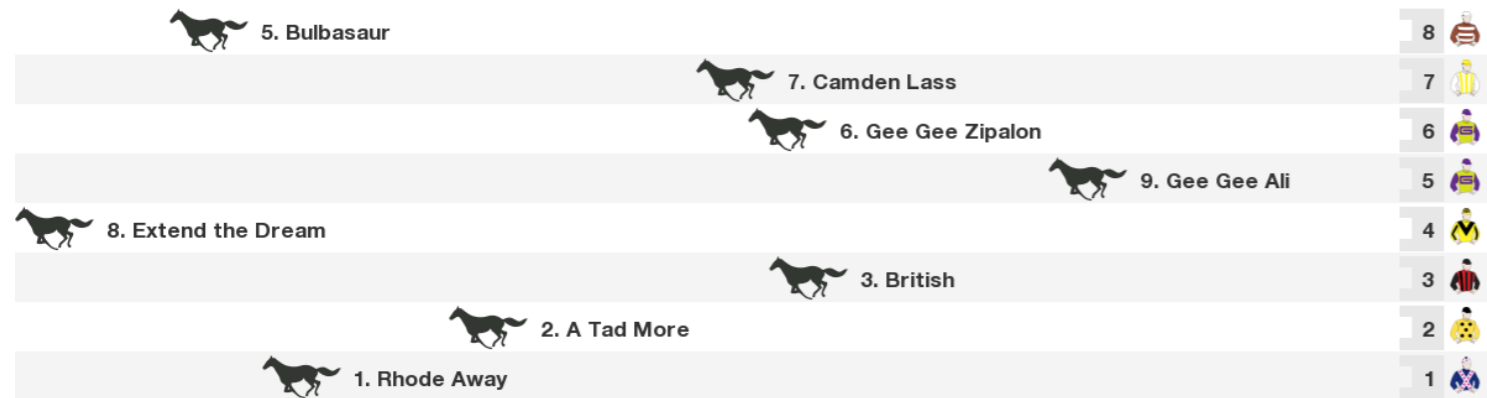 5. Bulbasaur 8
7. Camden Lass 7
6. Gee Gee Zipalon 6
9. Gee Gee Ali 5
8. Extend the Dream 4
3. British 3
2. A Tad More 2
1. Rhode Away 1